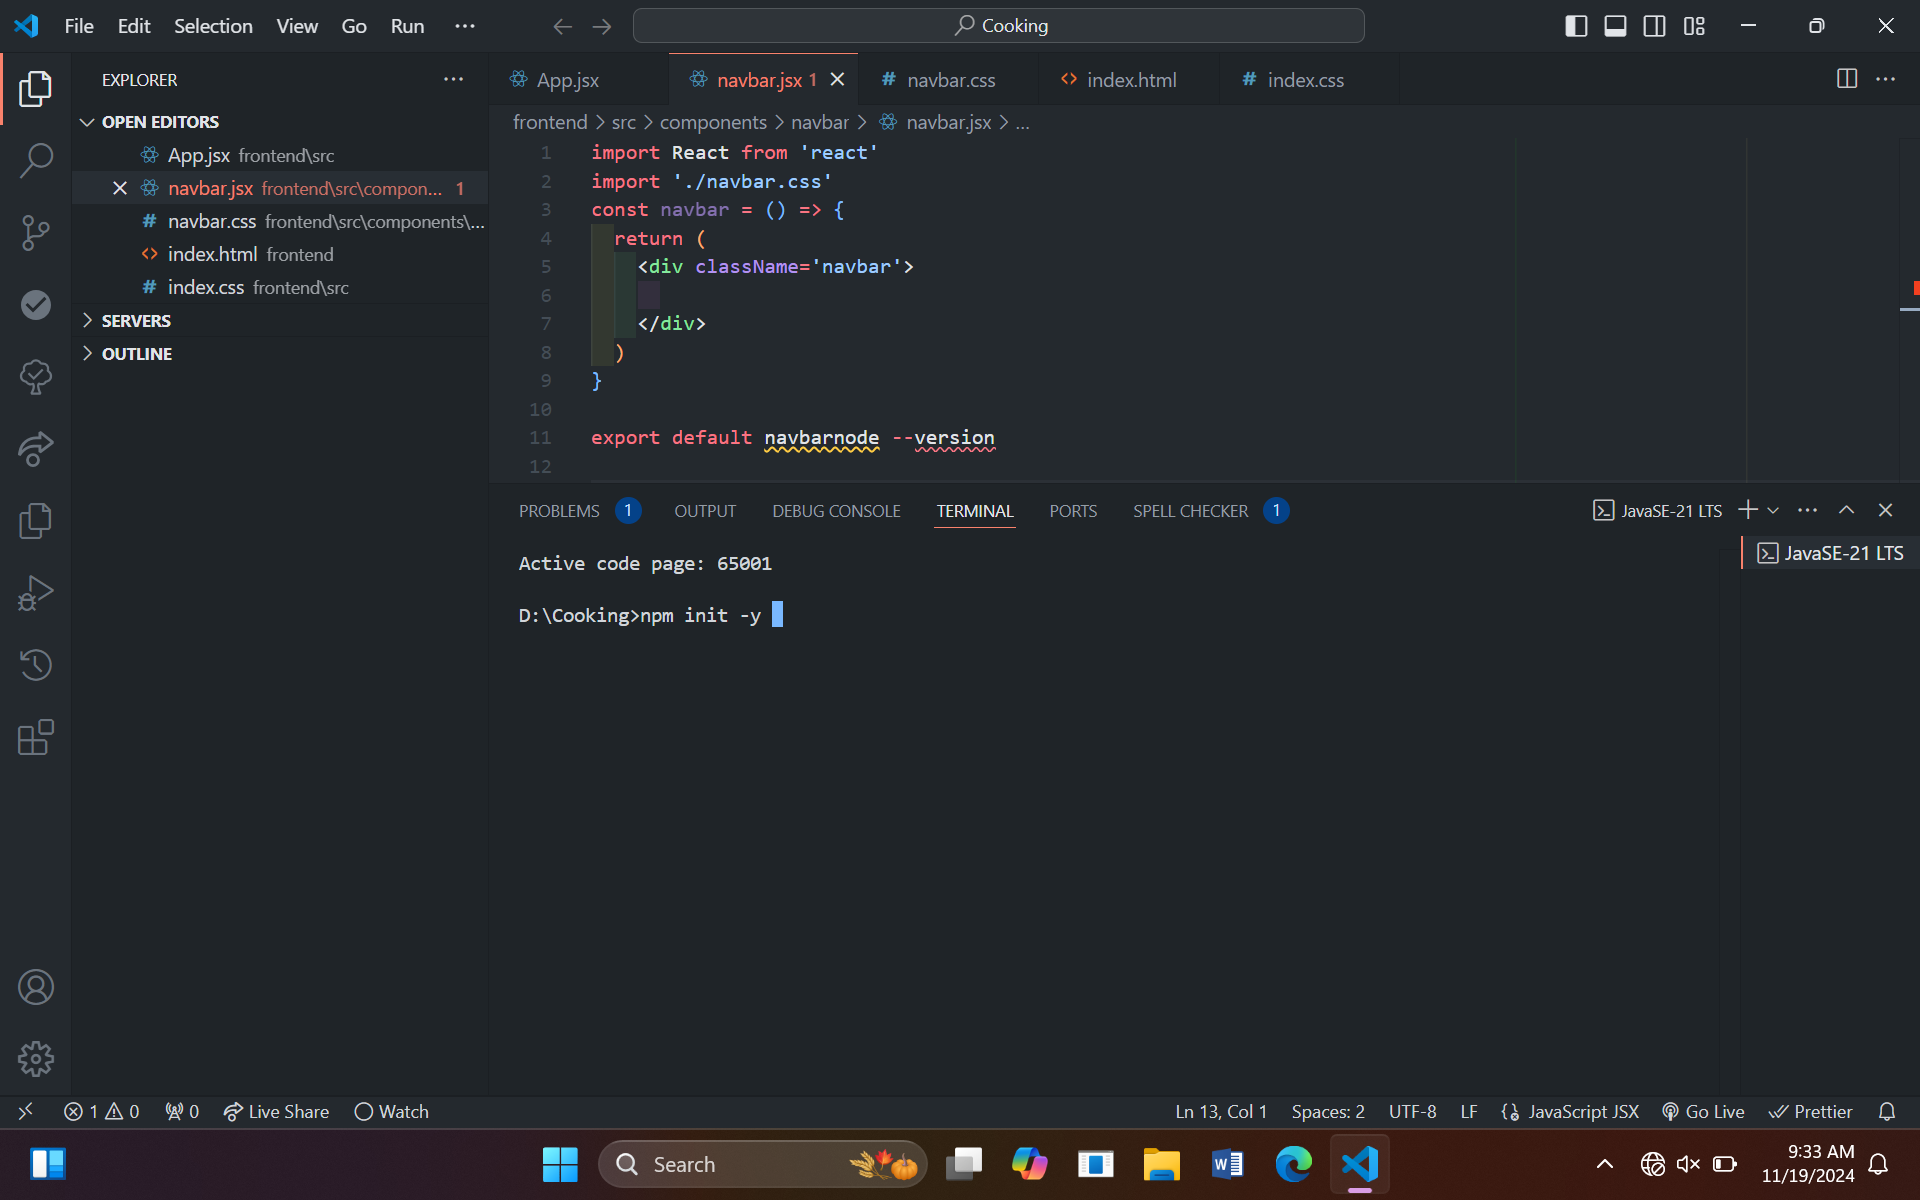 File Edit Selection View Go Run ···
Cooking
EXPLORER ···
OPEN EDITORS
App.jsx frontend\src
navbar.jsx frontend\src\compon... 1
navbar.css frontend\src\components\...
index.html frontend
index.css frontend\src
SERVERS
OUTLINE
App.jsx navbar.jsx 1 navbar.css index.html index.css
frontend > src > components > navbar > navbar.jsx > ...
1 import React from 'react'
2 import './navbar.css'
3 const navbar = () => {
4 return (
5 <div className='navbar'>
6
7 </div>
8 )
9 }
10
11 export default navbarnode --version
12
PROBLEMS 1 OUTPUT DEBUG CONSOLE TERMINAL PORTS SPELL CHECKER 1 JavaSE-21 LTS
JavaSE-21 LTS
Active code page: 65001
D:\Cooking>npm init -y
1 0 0 Live Share Watch Ln 13, Col 1 Spaces: 2 UTF-8 LF JavaScript JSX Go Live Prettier
Search
9:33 AM
11/19/2024